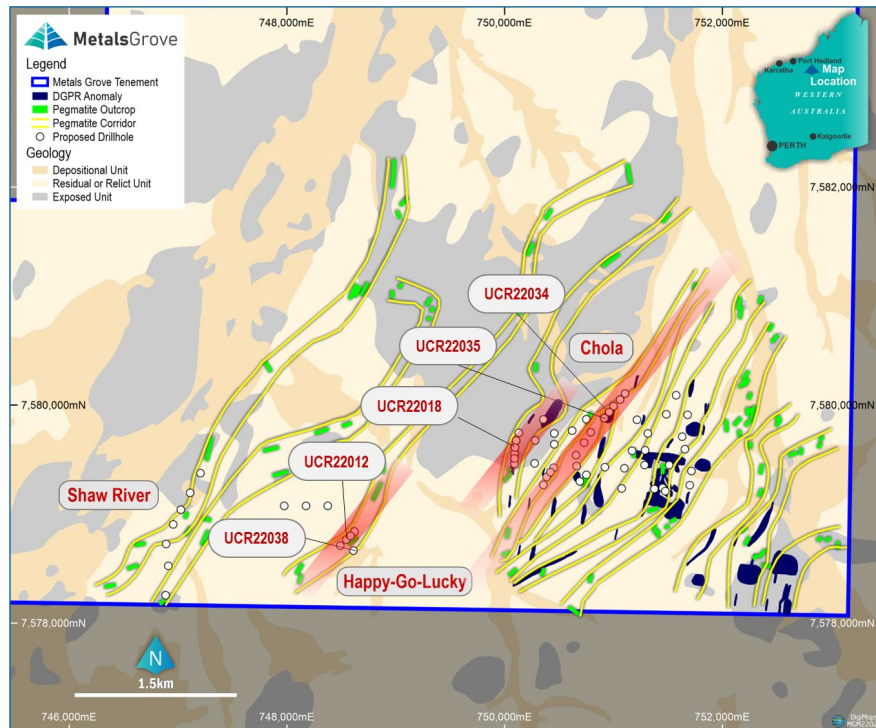 748,000mE
750,000mE
752,000mE
MetalsGrove
Legend
Metals Grove Tenement
DGPR Anomaly
Pegmatite Outcrop
Pegmatite Corridor
Proposed Drillhole
Geology
Depositional Unit
Residual or Relict Unit
Exposed Unit
Port Hedland
Karratha
Map
Location
WESTERN
AUSTRALIA
Kalgoorlie
PERTH
7,582,000mN
UCR22034
UCR22035
Chola
UCR22018
7,580,000mN
7,580,000mN
UCR22012
Shaw River
UCR22038
Happy-Go-Lucky
7,578,000mN
7,578,000mN
N
1.5km
746,000mE
748,000mE
750,000mE
752,000mE
DigiMaps